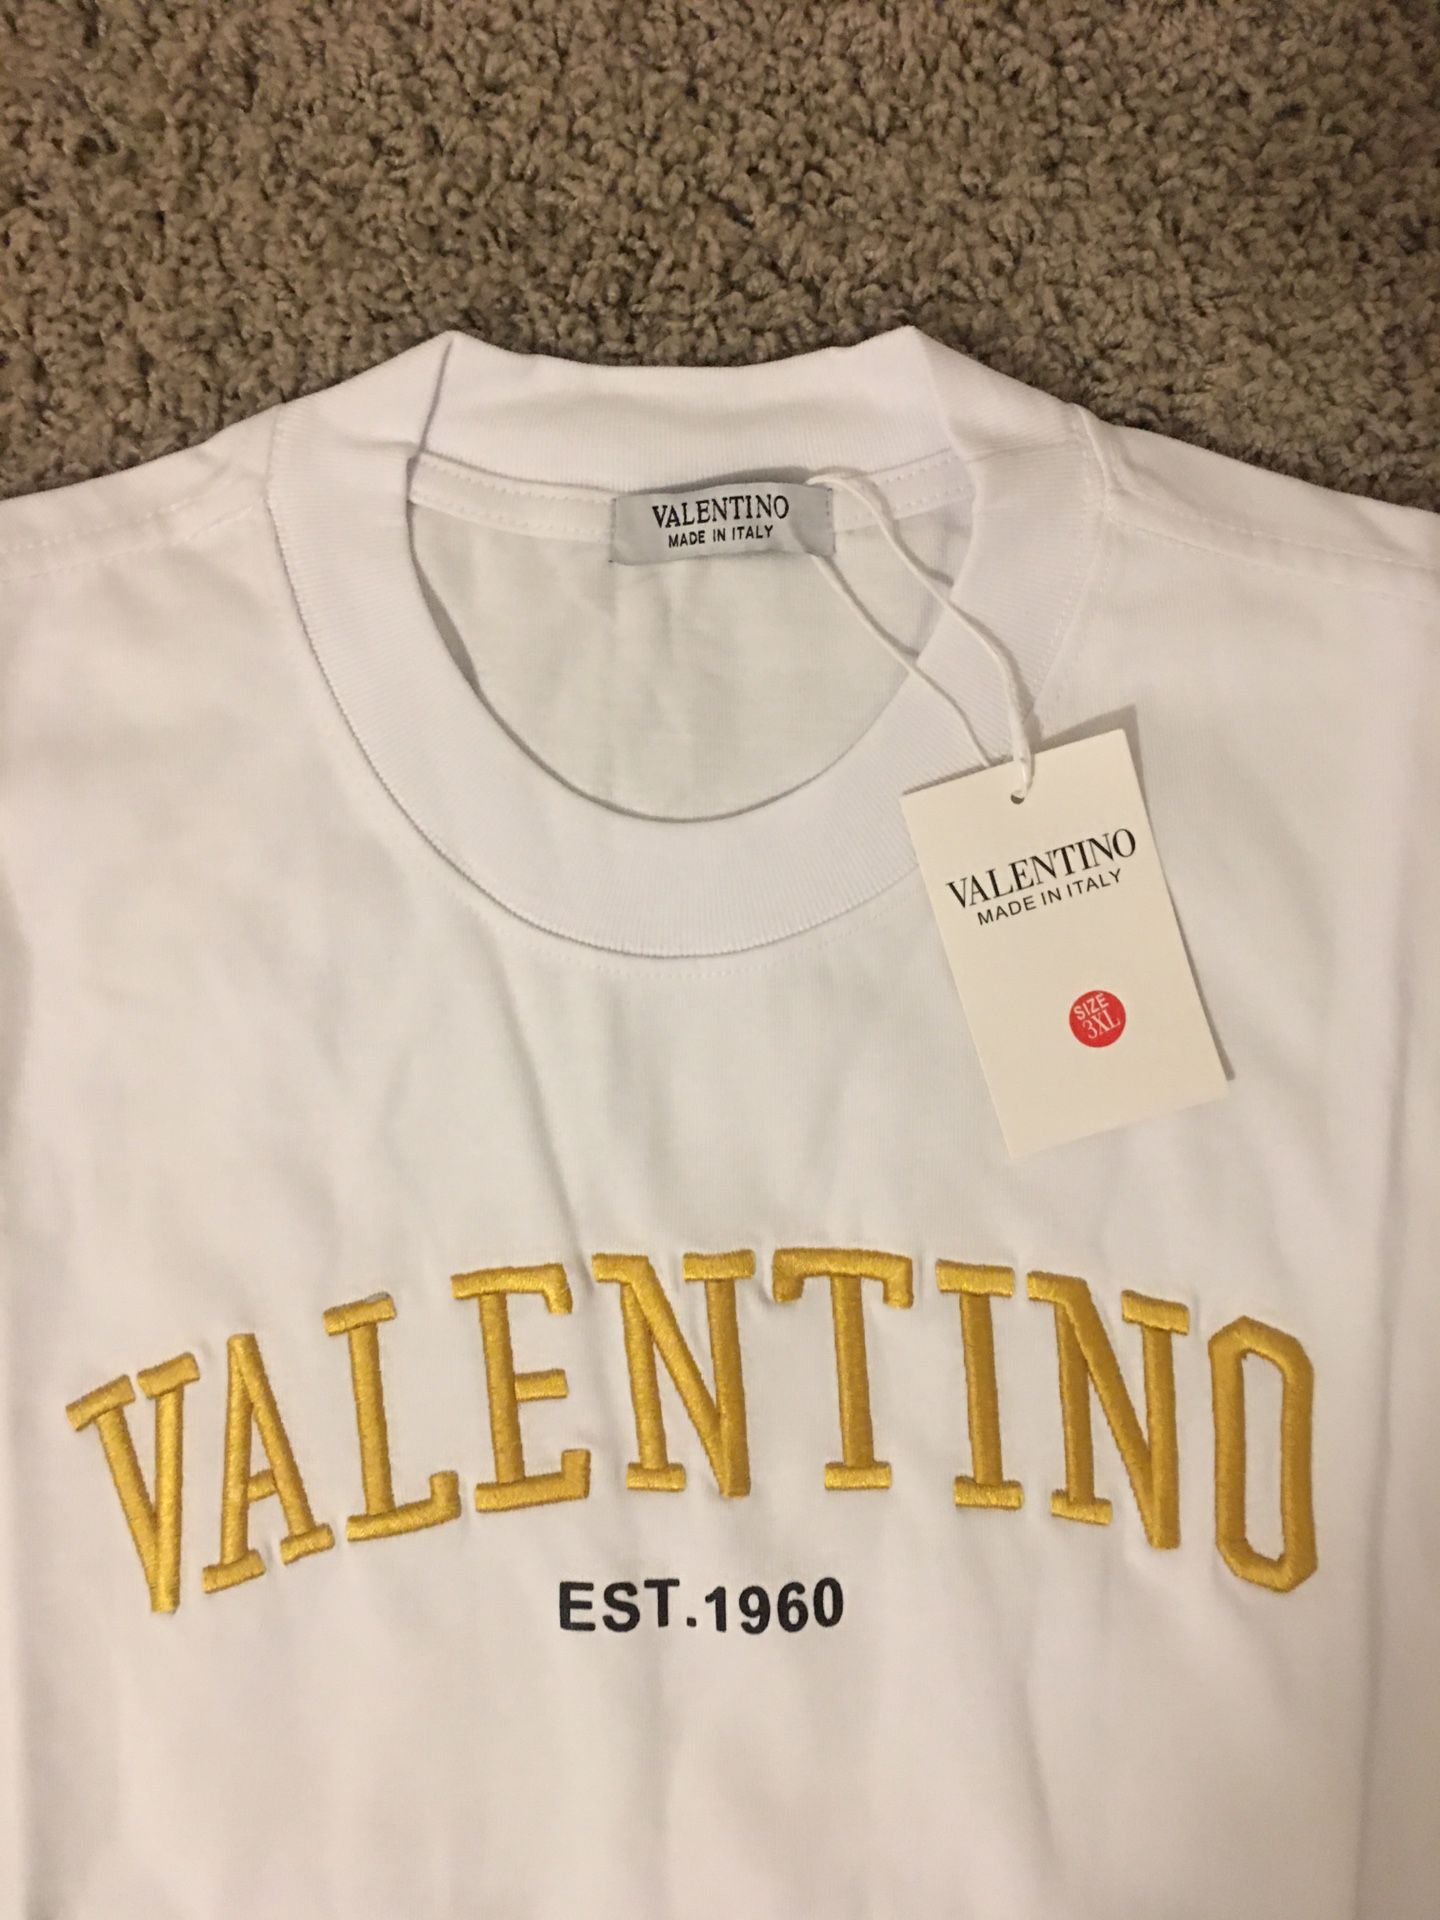 VALENTINO
MADE IN ITALY
VALENTINO
MADE IN ITALY
SIZE
3XL
VALENTINO
EST.1960